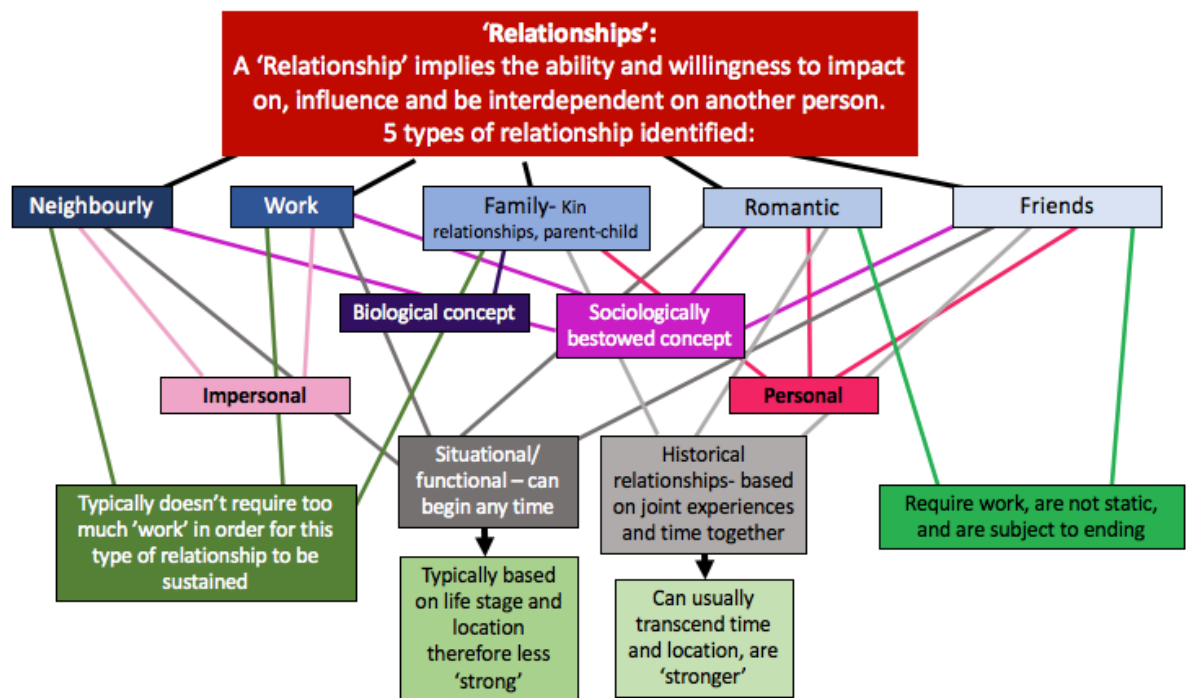 ‘Relationships’:
A ‘Relationship’ implies the ability and willingness to impact
on, influence and be interdependent on another person.
5 types of relationship identified:
Neighbourly
Work
Family- Kin
relationships, parent-child
Romantic
Friends
Biological concept
Sociologically
bestowed concept
Impersonal
Personal
Situational/
functional – can
begin any time
Historical
relationships- based
on joint experiences
and time together
Typically doesn’t require too
much ’work’ in order for this
type of relationship to be
sustained
Require work, are not static,
and are subject to ending
Typically based
on life stage and
location
therefore less
‘strong’
Can usually
transcend time
and location, are
‘stronger’